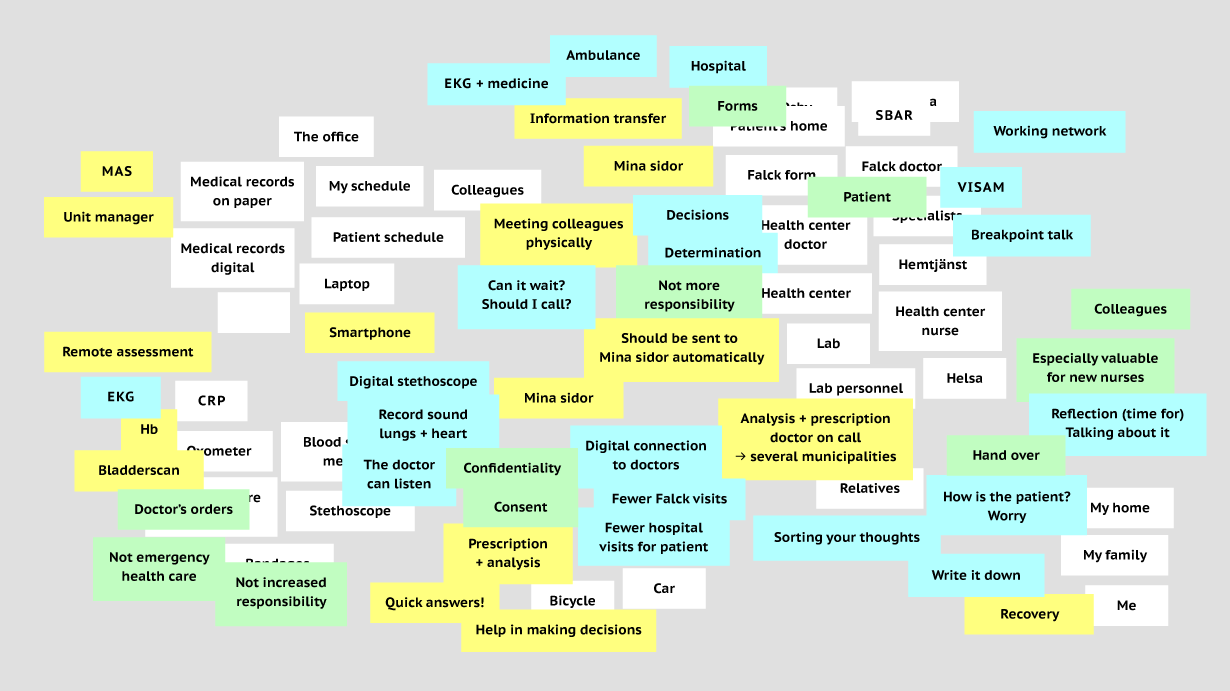 Ambulance
Hospital
EKG + medicine
Forms
Information transfer
Patient's home
SBAR
a
Working network
The office
Mina sidor
MAS
Medical records
on paper
My schedule
Colleagues
Falck form
Falck doctor
VISAM
Patient
Unit manager
Meeting colleagues
physically
Decisions
Specialists
Health center
doctor
Breakpoint talk
Patient schedule
Medical records
digital
Determination
Hemtjänst
Laptop
Can it wait?
Should I call?
Not more
responsibility
Health center
Health center
nurse
Colleagues
Smartphone
Should be sent to
Mina sidor automatically
Lab
Remote assessment
Especially valuable
for new nurses
Digital stethoscope
Lab personnel
Helsa
EKG
CRP
Mina sidor
Record sound
lungs + heart
Analysis + prescription
doctor on call
→ several municipalities
Reflection (time for)
Talking about it
Hb
Oxometer
Blood
me
Digital connection
to doctors
Hand over
Bladderscan
The doctor
can listen
Confidentiality
Relatives
re
Fewer Falck visits
How is the patient?
Worry
My home
Doctor's orders
Stethoscope
Consent
Fewer hospital
visits for patient
Sorting your thoughts
Prescription
+ analysis
My family
Not emergency
health care
Bandages
Write it down
Not increased
responsibility
Car
Quick answers!
Bicycle
Me
Recovery
Help in making decisions